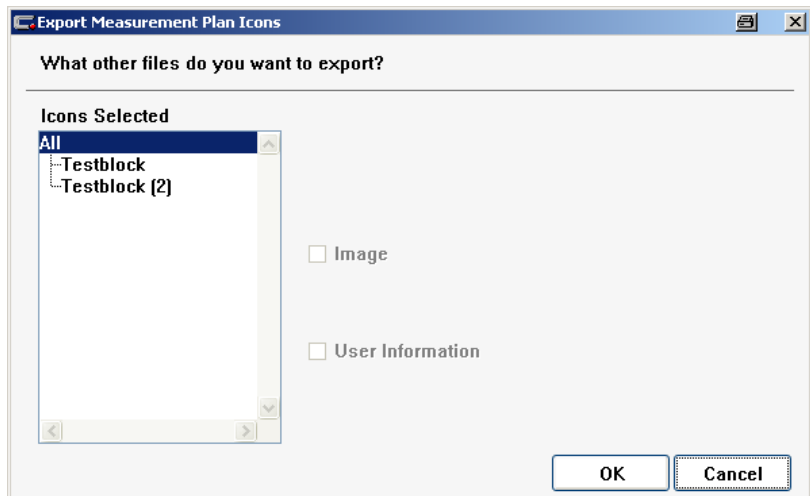 Export Measurement Plan Icons
What other files do you want to export?
Icons Selected
All
Testblock
Testblock (2)
Image
User Information
OK
Cancel